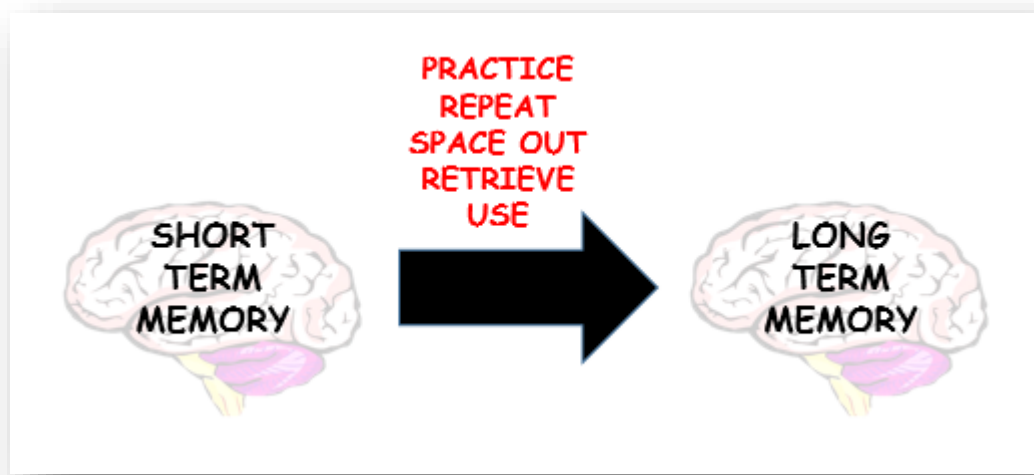 PRACTICE
REPEAT
SPACE OUT
RETRIEVE
USE
SHORT
TERM
MEMORY
LONG
TERM
MEMORY